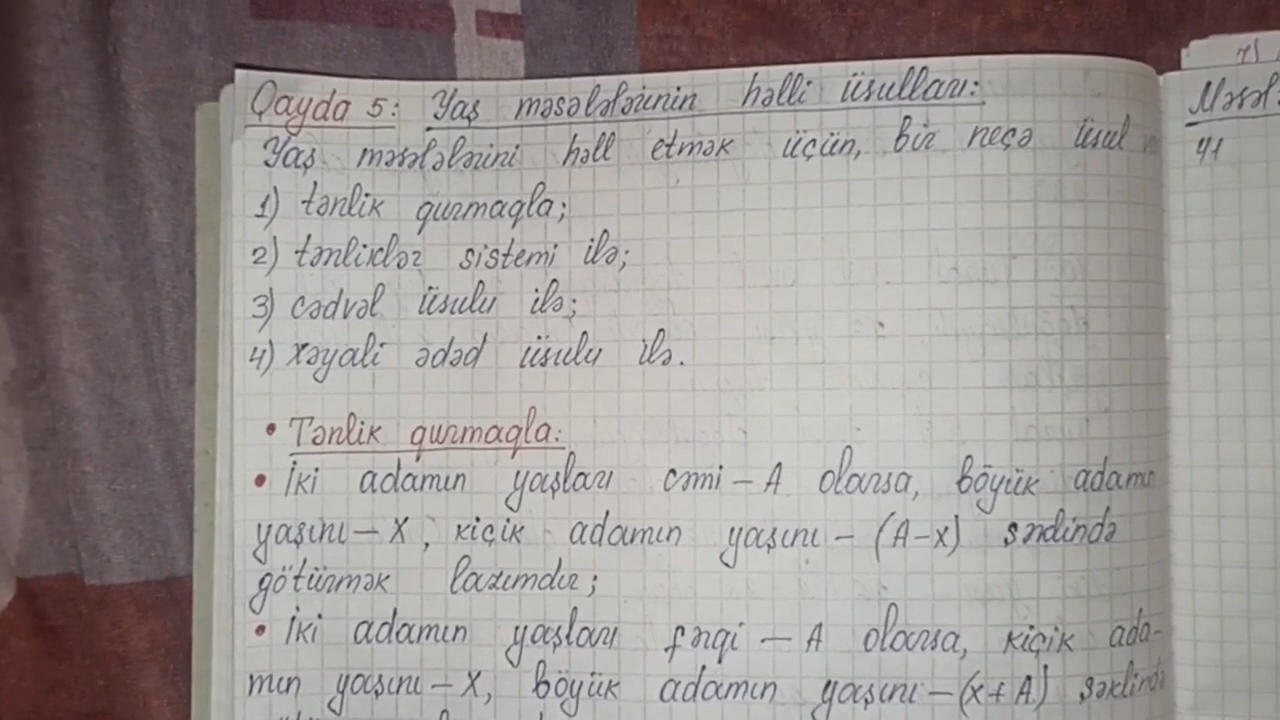 Qayda 5: Yaş məsələlərinin həlli üsulları:
Yaş məsələlərini həll etmək üçün, bir neçə üsul
1) tənlik qurmaqla;
2) tənliklər sistemi ilə;
3) cədvəl üsulu ilə;
4) xəyali ədəd üsulu ilə.
• Tənlik qurmaqla:
• İki adamın yaşları cəmi – A olarsa, böyük adamın
yaşını – x, kiçik adamın yaşını – (A-x) şəklində
götürmək lazımdır;
• İki adamın yaşları fərqi – A olarsa, kiçik ada-
mın yaşını – x, böyük adamın yaşını – (x+A) şəklində
41